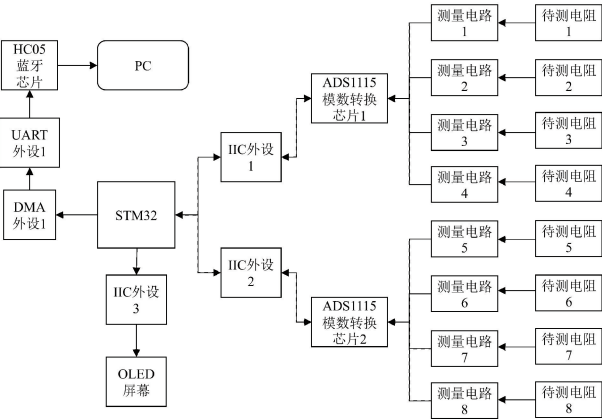 HC05
蓝牙
芯片
PC
UART
外设1
DMA
外设1
STM32
IIC外设
3
OLED
屏幕
IIC外设
1
IIC外设
2
ADS1115
模数转换
芯片1
ADS1115
模数转换
芯片2
测量电路
1
待测电阻
1
测量电路
2
待测电阻
2
测量电路
3
待测电阻
3
测量电路
4
待测电阻
4
测量电路
5
待测电阻
5
测量电路
6
待测电阻
6
测量电路
7
待测电阻
7
测量电路
8
待测电阻
8